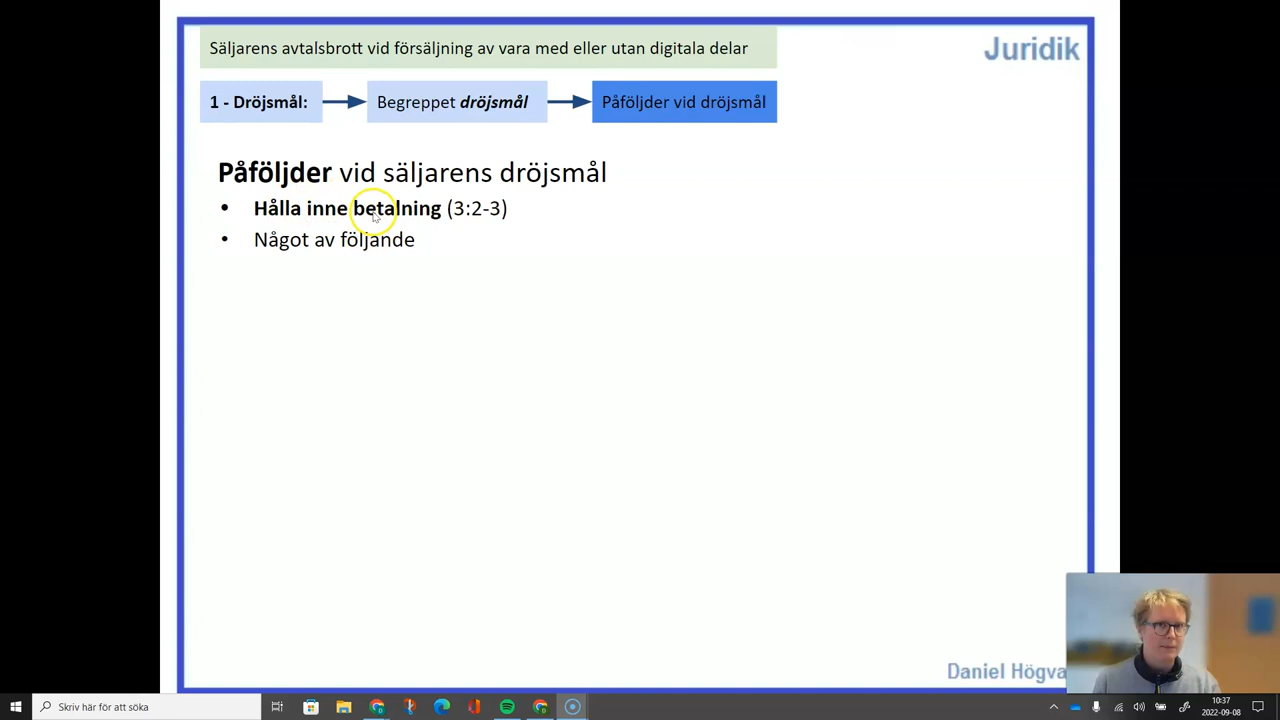 Säljarens avtalsbrott vid försäljning av vara med eller utan digitala delar
Juridik
1 - Dröjsmål:
Begreppet dröjsmål
Påföljder vid dröjsmål
Påföljder vid säljarens dröjsmål
• Hålla inne betalning (3:2-3)
• Något av följande
Daniel Högva
Skriv här för att söka
10:37
2022-09-08